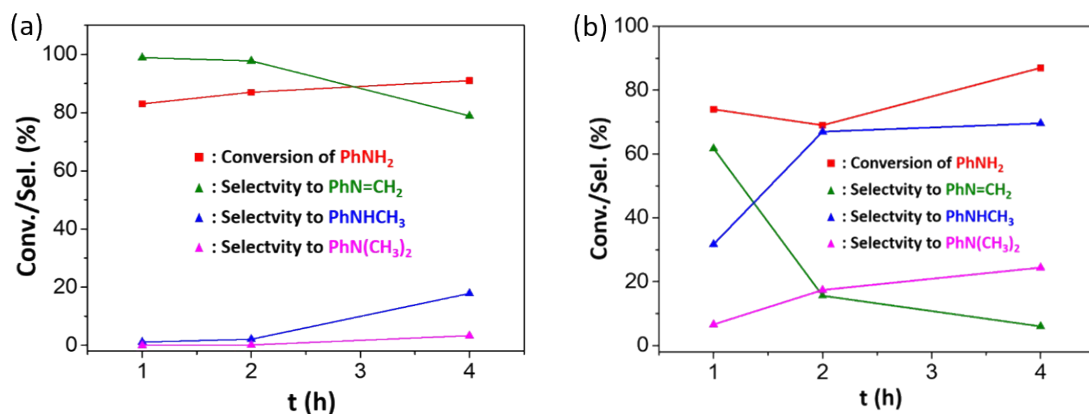 (a)
Conv./Sel. (%)
100
80
60
40
20
0
: Conversion of PhNH2
: Selectvity to PhN=CH2
: Selectvity to PhNHCH3
: Selectvity to PhN(CH3)2
1
2
3
4
t (h)
(b)
Conv./Sel. (%)
100
80
60
40
20
0
: Conversion of PhNH2
: Selectvity to PhN=CH2
: Selectvity to PhNHCH3
: Selectvity to PhN(CH3)2
1
2
3
4
t (h)